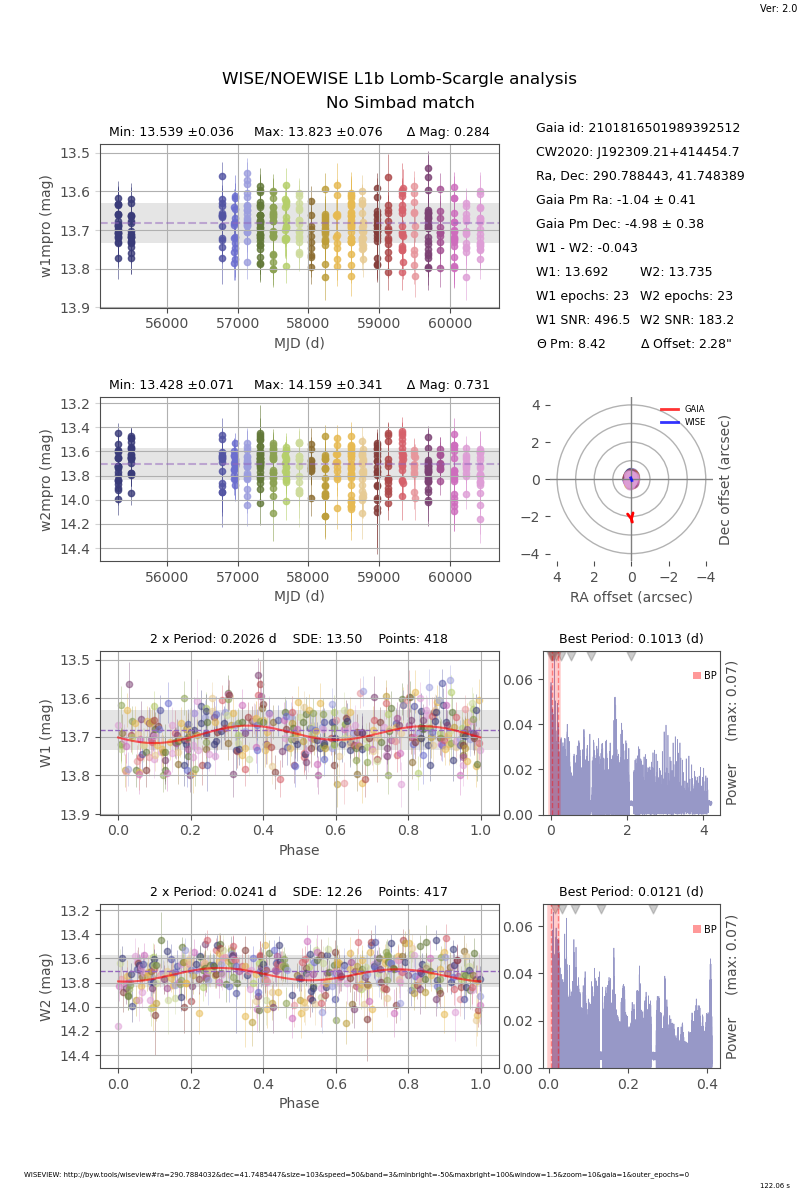 Ver: 2.0
WISE/NOEWISE L1b Lomb-Scargle analysis
No Simbad match
Min: 13.539 ±0.036 Max: 13.823 ±0.076 Δ Mag: 0.284
13.5
13.6
13.7
13.8
13.9
w1mpro (mag)
56000 57000 58000 59000 60000
MJD (d)
Gaia id: 2101816501989392512
CW2020: J192309.21+414454.7
Ra, Dec: 290.788443, 41.748389
Gaia Pm Ra: -1.04 ± 0.41
Gaia Pm Dec: -4.98 ± 0.38
W1 - W2: -0.043
W1: 13.692 W2: 13.735
W1 epochs: 23 W2 epochs: 23
W1 SNR: 496.5 W2 SNR: 183.2
Θ Pm: 8.42 Δ Offset: 2.28"
Min: 13.428 ±0.071 Max: 14.159 ±0.341 Δ Mag: 0.731
13.2
13.4
13.6
13.8
14.0
14.2
14.4
w2mpro (mag)
56000 57000 58000 59000 60000
MJD (d)
GAIA
WISE
4
2
0
−2
−4
4 2 0 −2 −4
RA offset (arcsec)
Dec offset (arcsec)
2 x Period: 0.2026 d SDE: 13.50 Points: 418
13.5
13.6
13.7
13.8
13.9
W1 (mag)
0.0 0.2 0.4 0.6 0.8 1.0
Phase
Best Period: 0.1013 (d)
BP
0.06
0.04
0.02
0.00
0 2 4
Power (max: 0.07)
2 x Period: 0.0241 d SDE: 12.26 Points: 417
13.2
13.4
13.6
13.8
14.0
14.2
14.4
W2 (mag)
0.0 0.2 0.4 0.6 0.8 1.0
Phase
Best Period: 0.0121 (d)
BP
0.06
0.04
0.02
0.00
0.0 0.2 0.4
Power (max: 0.07)
WISEVIEW: http://byw.tools/wiseview#ra=290.7884032&dec=41.7485447&size=103&speed=50&band=3&minbright=-50&maxbright=100&window=1.5&zoom=10&gaia=1&outer_epochs=0
122.06 s